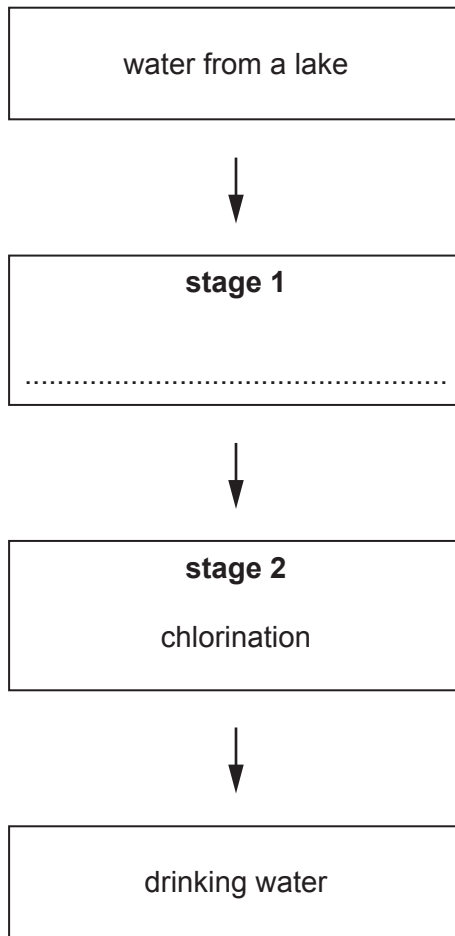 water from a lake
stage 1
................................................
stage 2
chlorination
drinking water